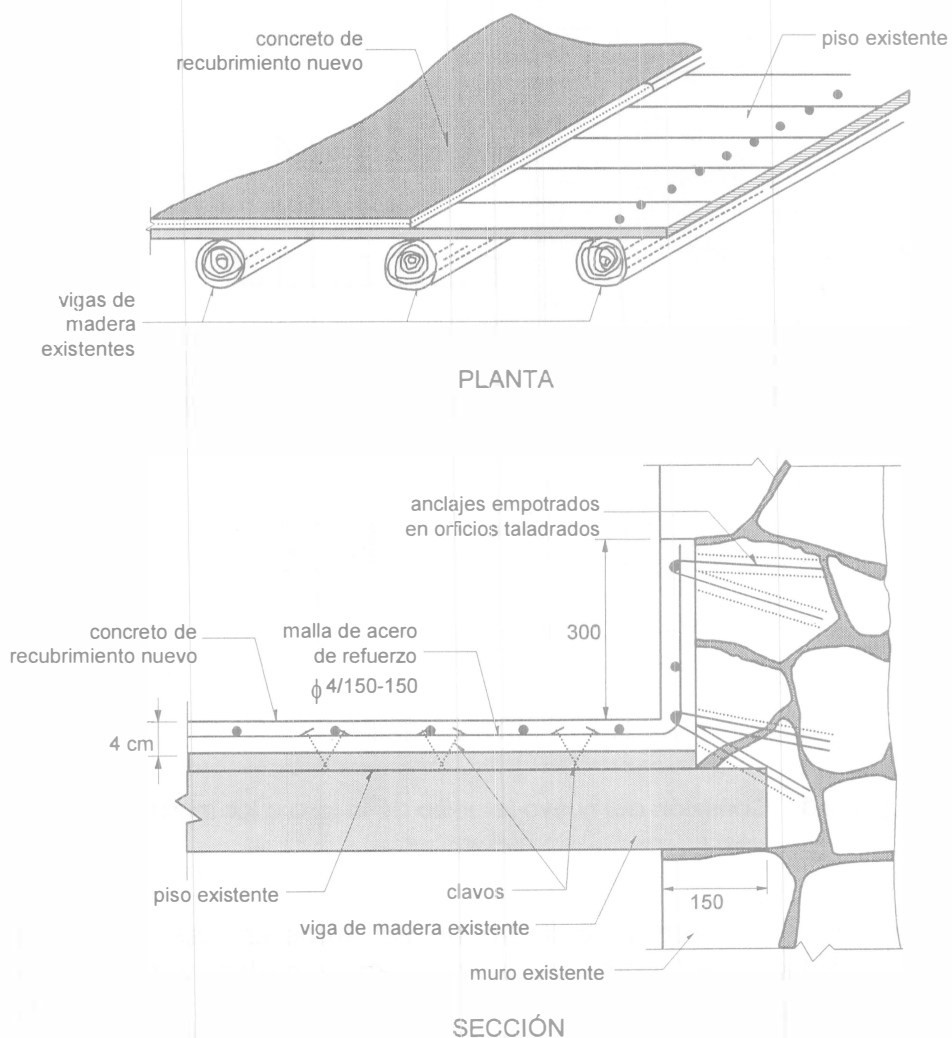 concreto de
recubrimiento nuevo
piso existente
vigas de
madera
existentes
PLANTA
anclajes empotrados
en orificios taladrados
300
concreto de
recubrimiento nuevo
malla de acero
de refuerzo
ϕ 4/150-150
4 cm
piso existente
clavos
150
viga de madera existente
muro existente
SECCIÓN